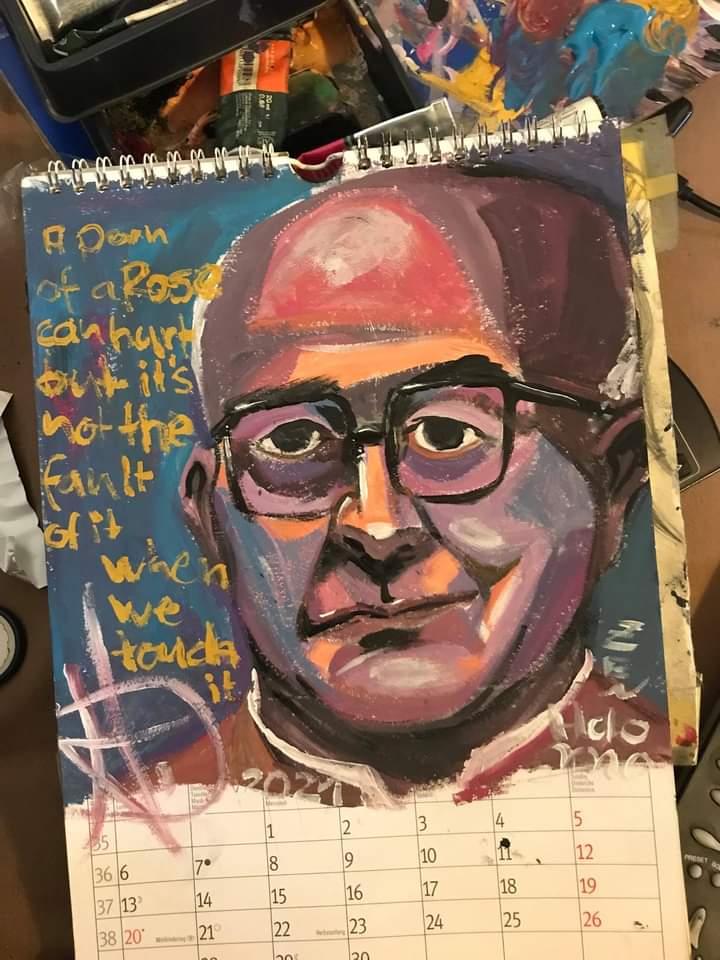 A Dorn
of a Rose
can hurt
but it's
not the
fault
of it
when
we
touch
it
2021
35 1 2 3 4 5
36 6 7 8 9 10 11 12
37 13 14 15 16 17 18 19
38 20 21 22 23 24 25 26
30